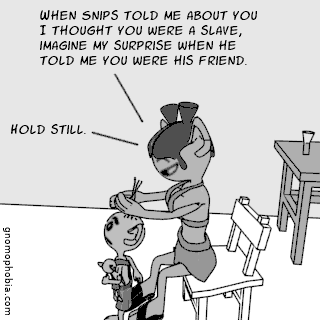 WHEN SNIPS TOLD ME ABOUT YOU
I THOUGHT YOU WERE A SLAVE,
IMAGINE MY SURPRISE WHEN HE
TOLD ME YOU WERE HIS FRIEND.
HOLD STILL.
gnomophobia.com